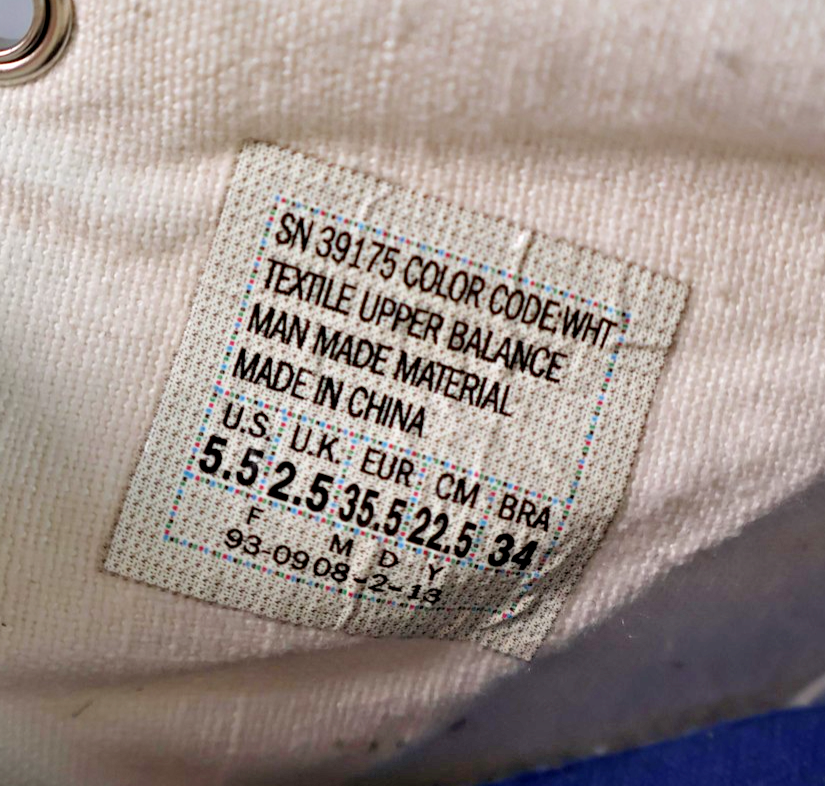 SN 39175 COLOR CODE:WHT
TEXTILE UPPER BALANCE
MAN MADE MATERIAL
MADE IN CHINA
U.S. U.K. EUR CM BRA
5.5 2.5 35.5 22.5 34
F M D Y
93-0908-2-13